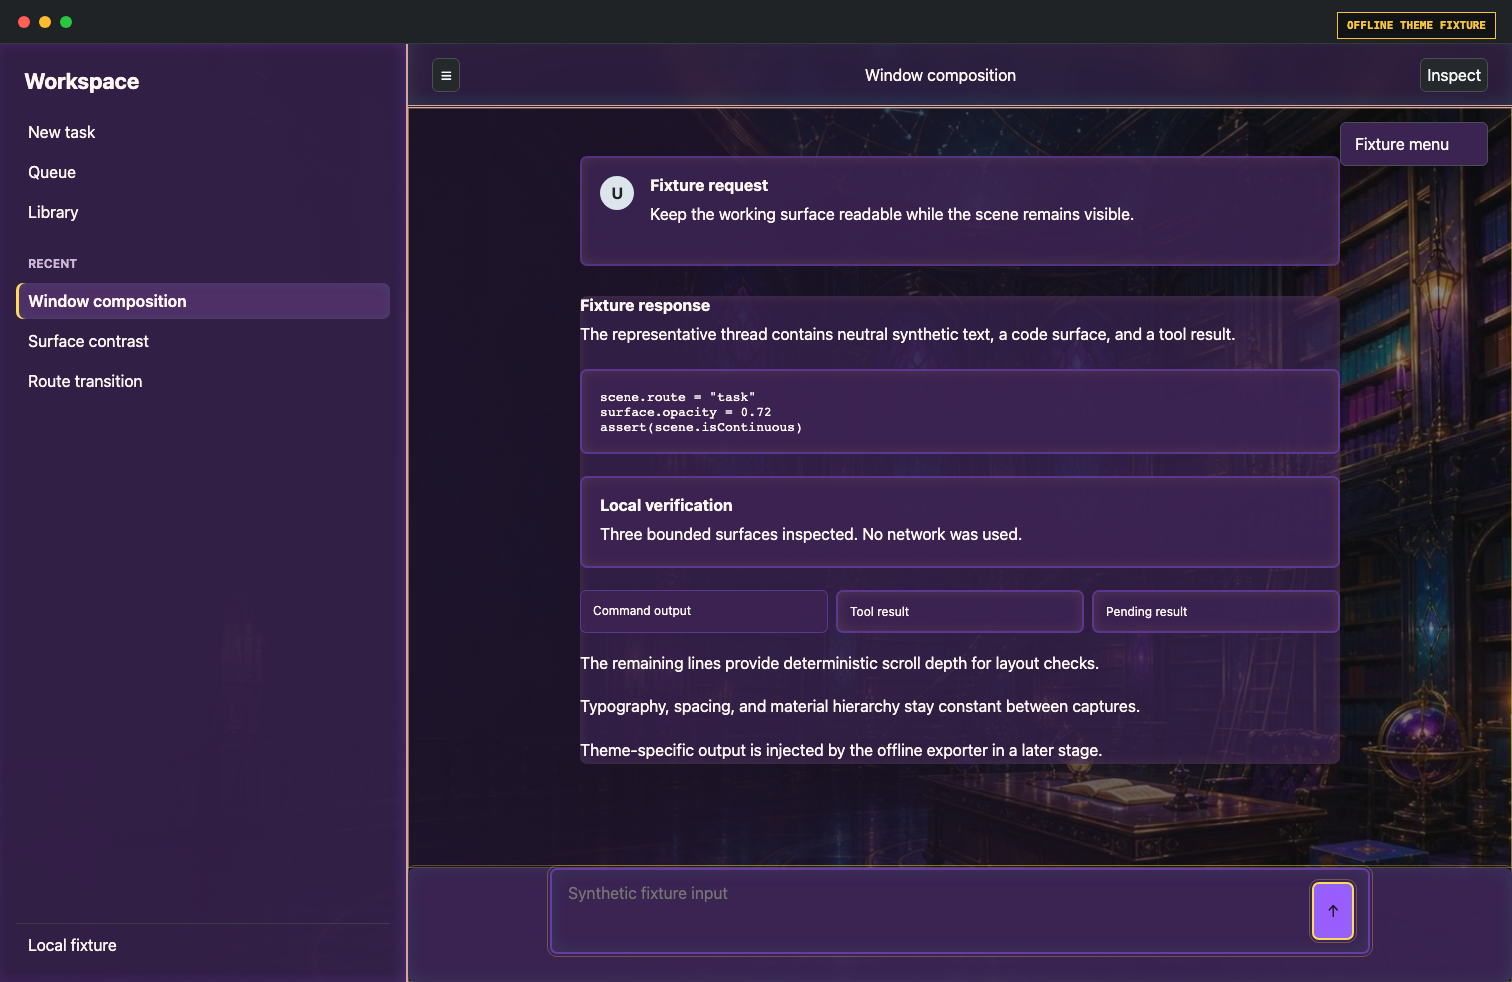 OFFLINE THEME FIXTURE
Workspace
New task
Queue
Library
RECENT
Window composition
Surface contrast
Route transition
Local fixture
≡
Window composition
Inspect
Fixture menu
U
Fixture request
Keep the working surface readable while the scene remains visible.
Fixture response
The representative thread contains neutral synthetic text, a code surface, and a tool result.
scene.route = "task"
surface.opacity = 0.72
assert(scene.isContinuous)
Local verification
Three bounded surfaces inspected. No network was used.
Command output
Tool result
Pending result
The remaining lines provide deterministic scroll depth for layout checks.
Typography, spacing, and material hierarchy stay constant between captures.
Theme-specific output is injected by the offline exporter in a later stage.
Synthetic fixture input
↑